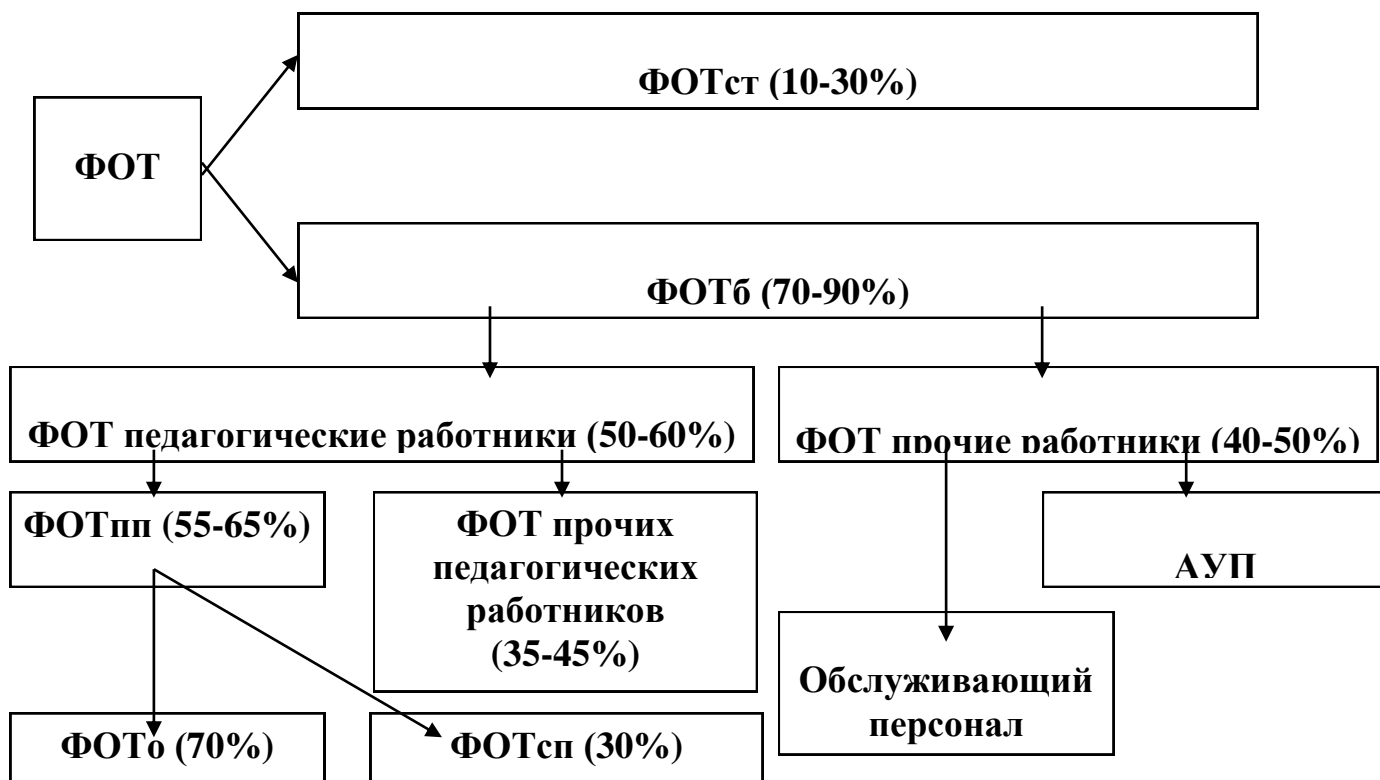 ФОТст (10-30%)
ФОТ
ФОТб (70-90%)
ФОТ педагогические работники (50-60%)
ФОТ прочие работники (40-50%)
ФОТпп (55-65%)
ФОТ прочих
педагогических
работников
(35-45%)
АУП
Обслуживающий
персонал
ФОТо (70%)
ФОТсп (30%)